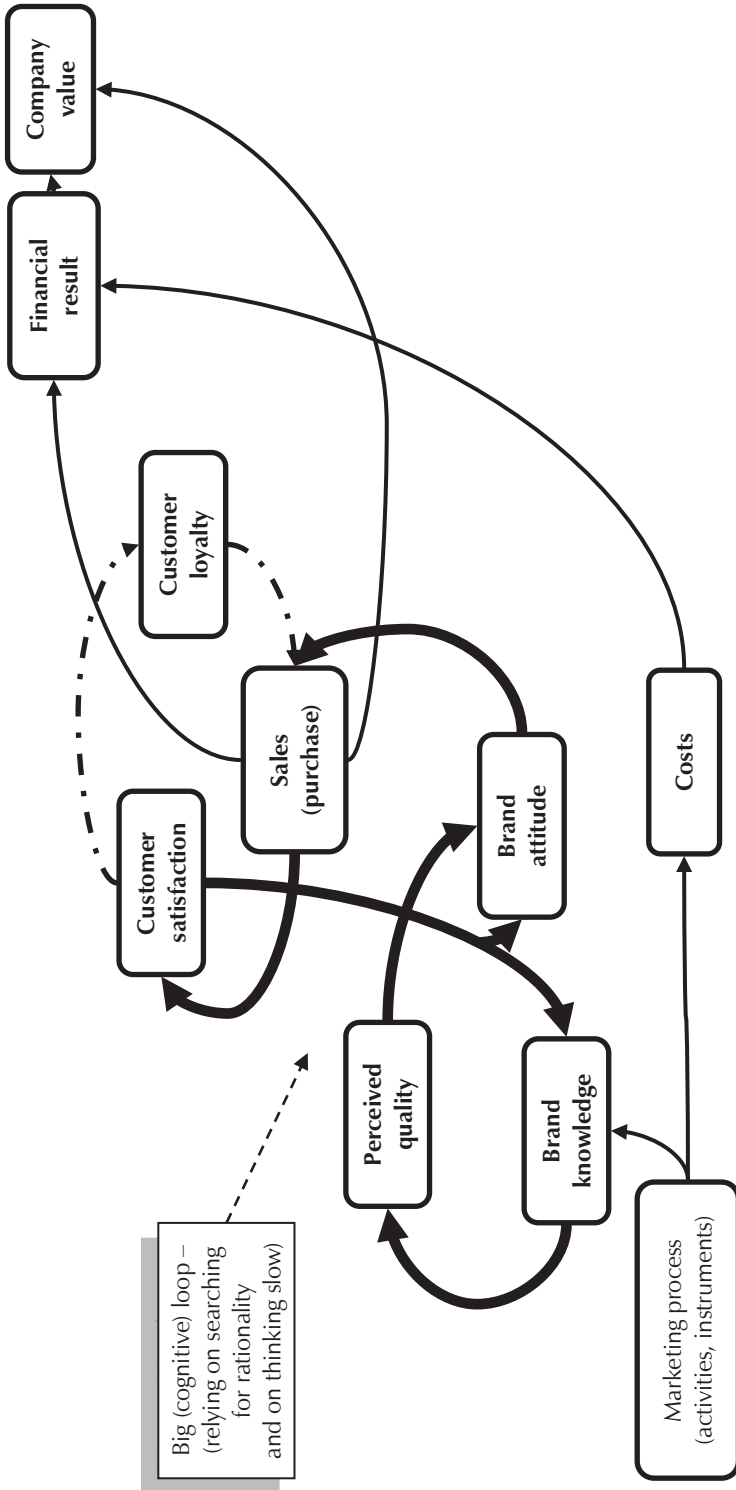 Big (cognitive) loop –
(relying on searching
for rationality
and on thinking slow)
Marketing process
(activities, instruments)
Perceived
quality
Brand
knowledge
Customer
satisfaction
Sales
(purchase)
Brand
attitude
Costs
Customer
loyalty
Financial
result
Company
value